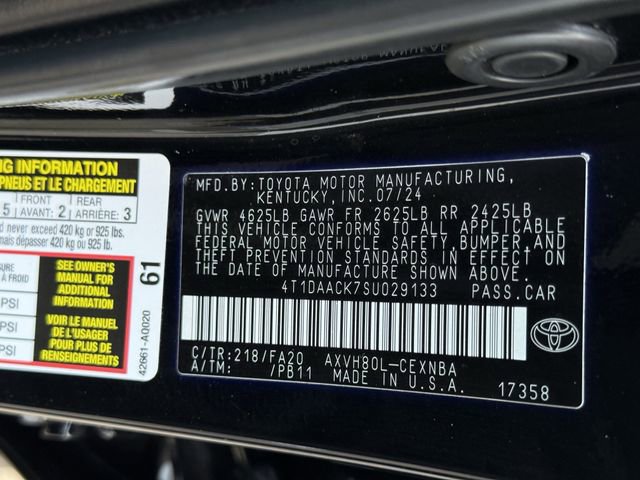 NG INFORMATION
PNEUS ET LE CHARGEMENT
5 FRONT AVANT: 2 REAR ARRIÈRE: 3
d never exceed 420 kg or 925 lbs.
mais dépasser 420 kg ou 925 lb.
SURE À FROID
PSI
PSI
PSI
SEE OWNER'S
MANUAL FOR
ADDITIONAL
INFORMATION
VOIR LE MANUEL
DE L'USAGER
POUR PLUS DE
RENSEIGNEMENTS
61
42661-A0020
MFD.BY:TOYOTA MOTOR MANUFACTURING,
KENTUCKY, INC.07/24
GVWR 4625LB GAWR FR 2625LB RR 2425LB
THIS VEHICLE CONFORMS TO ALL APPLICABLE
FEDERAL MOTOR VEHICLE SAFETY,BUMPER,AND
THEFT PREVENTION STANDARDS IN EFFECT ON
THE DATE OF MANUFACTURE SHOWN ABOVE.
4T1DAACK7SU029133 PASS.CAR
C/TR:218/FA20 AXVH80L-CEXNBA
A/TM: /PB11 MADE IN U.S.A.
17358